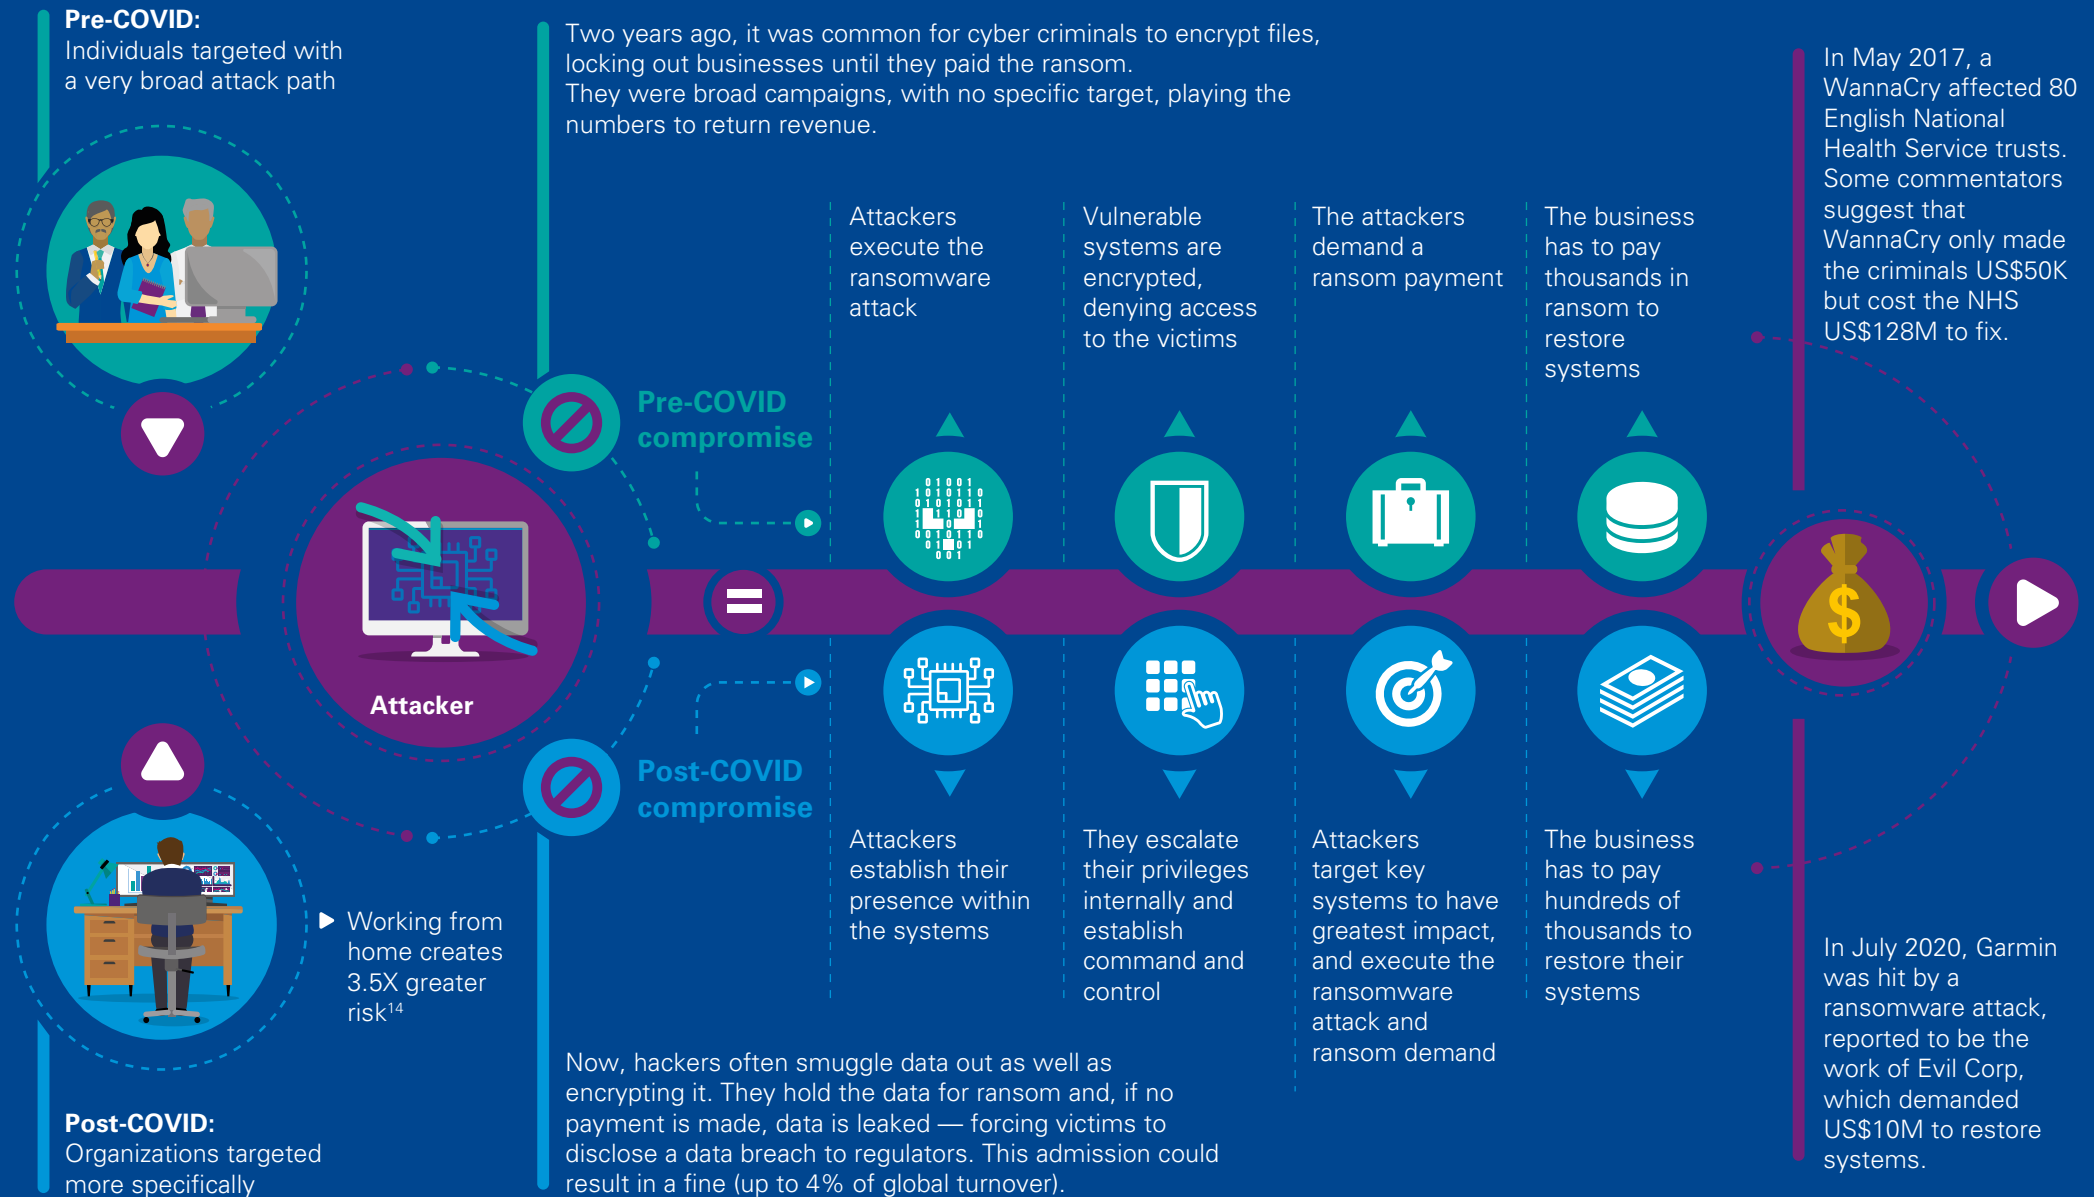 Pre-COVID:
Individuals targeted with
a very broad attack path
Two years ago, it was common for cyber criminals to encrypt files,
locking out businesses until they paid the ransom.
They were broad campaigns, with no specific target, playing the
numbers to return revenue.
In May 2017, a
WannaCry affected 80
English National
Health Service trusts.
Some commentators
suggest that
WannaCry only made
the criminals US$50K
but cost the NHS
US$128M to fix.
Pre-COVID
compromise
Attackers
execute the
ransomware
attack
Vulnerable
systems are
encrypted,
denying access
to the victims
The attackers
demand a
ransom payment
The business
has to pay
thousands in
ransom to
restore
systems
Attacker
=
$
Post-COVID
compromise
Attackers
establish their
presence within
the systems
They escalate
their privileges
internally and
establish
command and
control
Attackers
target key
systems to have
greatest impact,
and execute the
ransomware
attack and
ransom demand
The business
has to pay
hundreds of
thousands to
restore their
systems
Working from
home creates
3.5X greater
risk14
Post-COVID:
Organizations targeted
more specifically
Now, hackers often smuggle data out as well as
encrypting it. They hold the data for ransom and, if no
payment is made, data is leaked — forcing victims to
disclose a data breach to regulators. This admission could
result in a fine (up to 4% of global turnover).
In July 2020, Garmin
was hit by a
ransomware attack,
reported to be the
work of Evil Corp,
which demanded
US$10M to restore
systems.